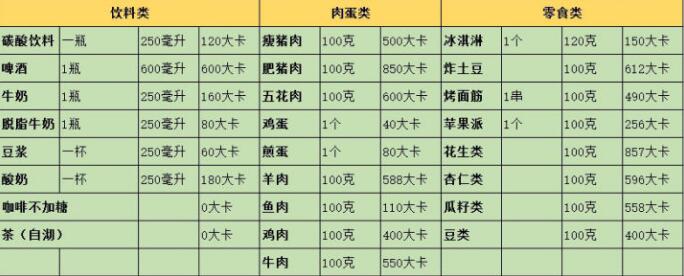 饮料类 肉蛋类 零食类
碳酸饮料 一瓶 250毫升 120大卡 瘦猪肉 100克 500大卡 冰淇淋 1个 120克 150大卡
啤酒 1瓶 600毫升 600大卡 肥猪肉 100克 850大卡 炸土豆 100克 612大卡
牛奶 1瓶 250毫升 160大卡 五花肉 100克 600大卡 烤面筋 1串 100克 490大卡
脱脂牛奶 1瓶 250毫升 80大卡 鸡蛋 1个 40大卡 苹果派 1个 100克 256大卡
豆浆 一杯 250毫升 60大卡 煎蛋 1个 80大卡 花生类 100克 857大卡
酸奶 一杯 250毫升 180大卡 羊肉 100克 588大卡 杏仁类 100克 596大卡
咖啡不加糖 0大卡 鱼肉 100克 110大卡 瓜籽类 100克 558大卡
茶（自湖） 0大卡 鸡肉 100克 400大卡 豆类 100克 400大卡
牛肉 100克 550大卡